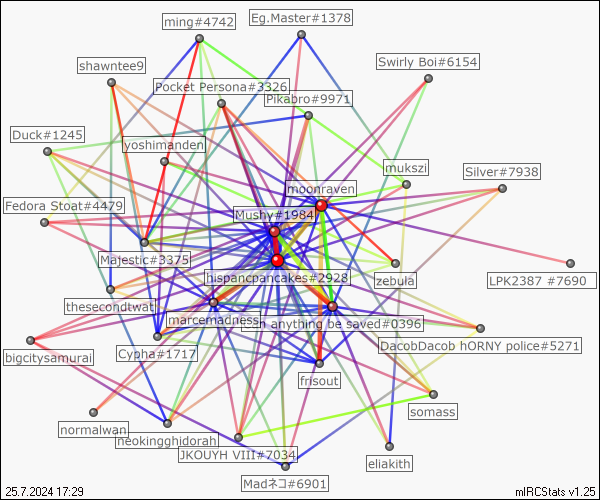 ming#4742
Eg.Master#1378
Swirly Boi#6154
shawntee9
Pocket Persona#3326
Pikabro#9971
Duck#1245
yoshimanden
mukszi
Silver#7938
moonraven
Fedora Stoat#4479
Mushy#1984
Majestic#3375
hispancpancakes#2928
zebula
LPK2387 #7690
thesecondtwat
marcemadness
n anything be saved#0396
DacobDacob hORNY police#5271
bigcitysamurai
Cypha#1717
frisout
somass
normalwan
neokingghidorah
JKOUYH VIII#7034
eliakith
Madネコ#6901
25.7.2024 17:29
mIRCStats v1.25